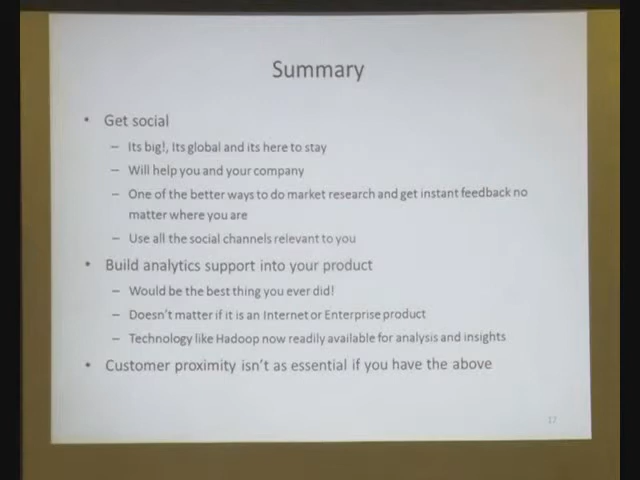 Summary
• Get social
– Its big!, Its global and its here to stay
– Will help you and your company
– One of the better ways to do market research and get instant feedback no
matter where you are
– Use all the social channels relevant to you
• Build analytics support into your product
– Would be the best thing you ever did!
– Doesn't matter if it is an Internet or Enterprise product
– Technology like Hadoop now readily available for analysis and insights
• Customer proximity isn't as essential if you have the above
17